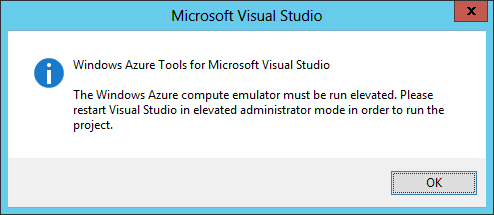 Microsoft Visual Studio
x
Windows Azure Tools for Microsoft Visual Studio
The Windows Azure compute emulator must be run elevated. Please
restart Visual Studio in elevated administrator mode in order to run the
project.
OK